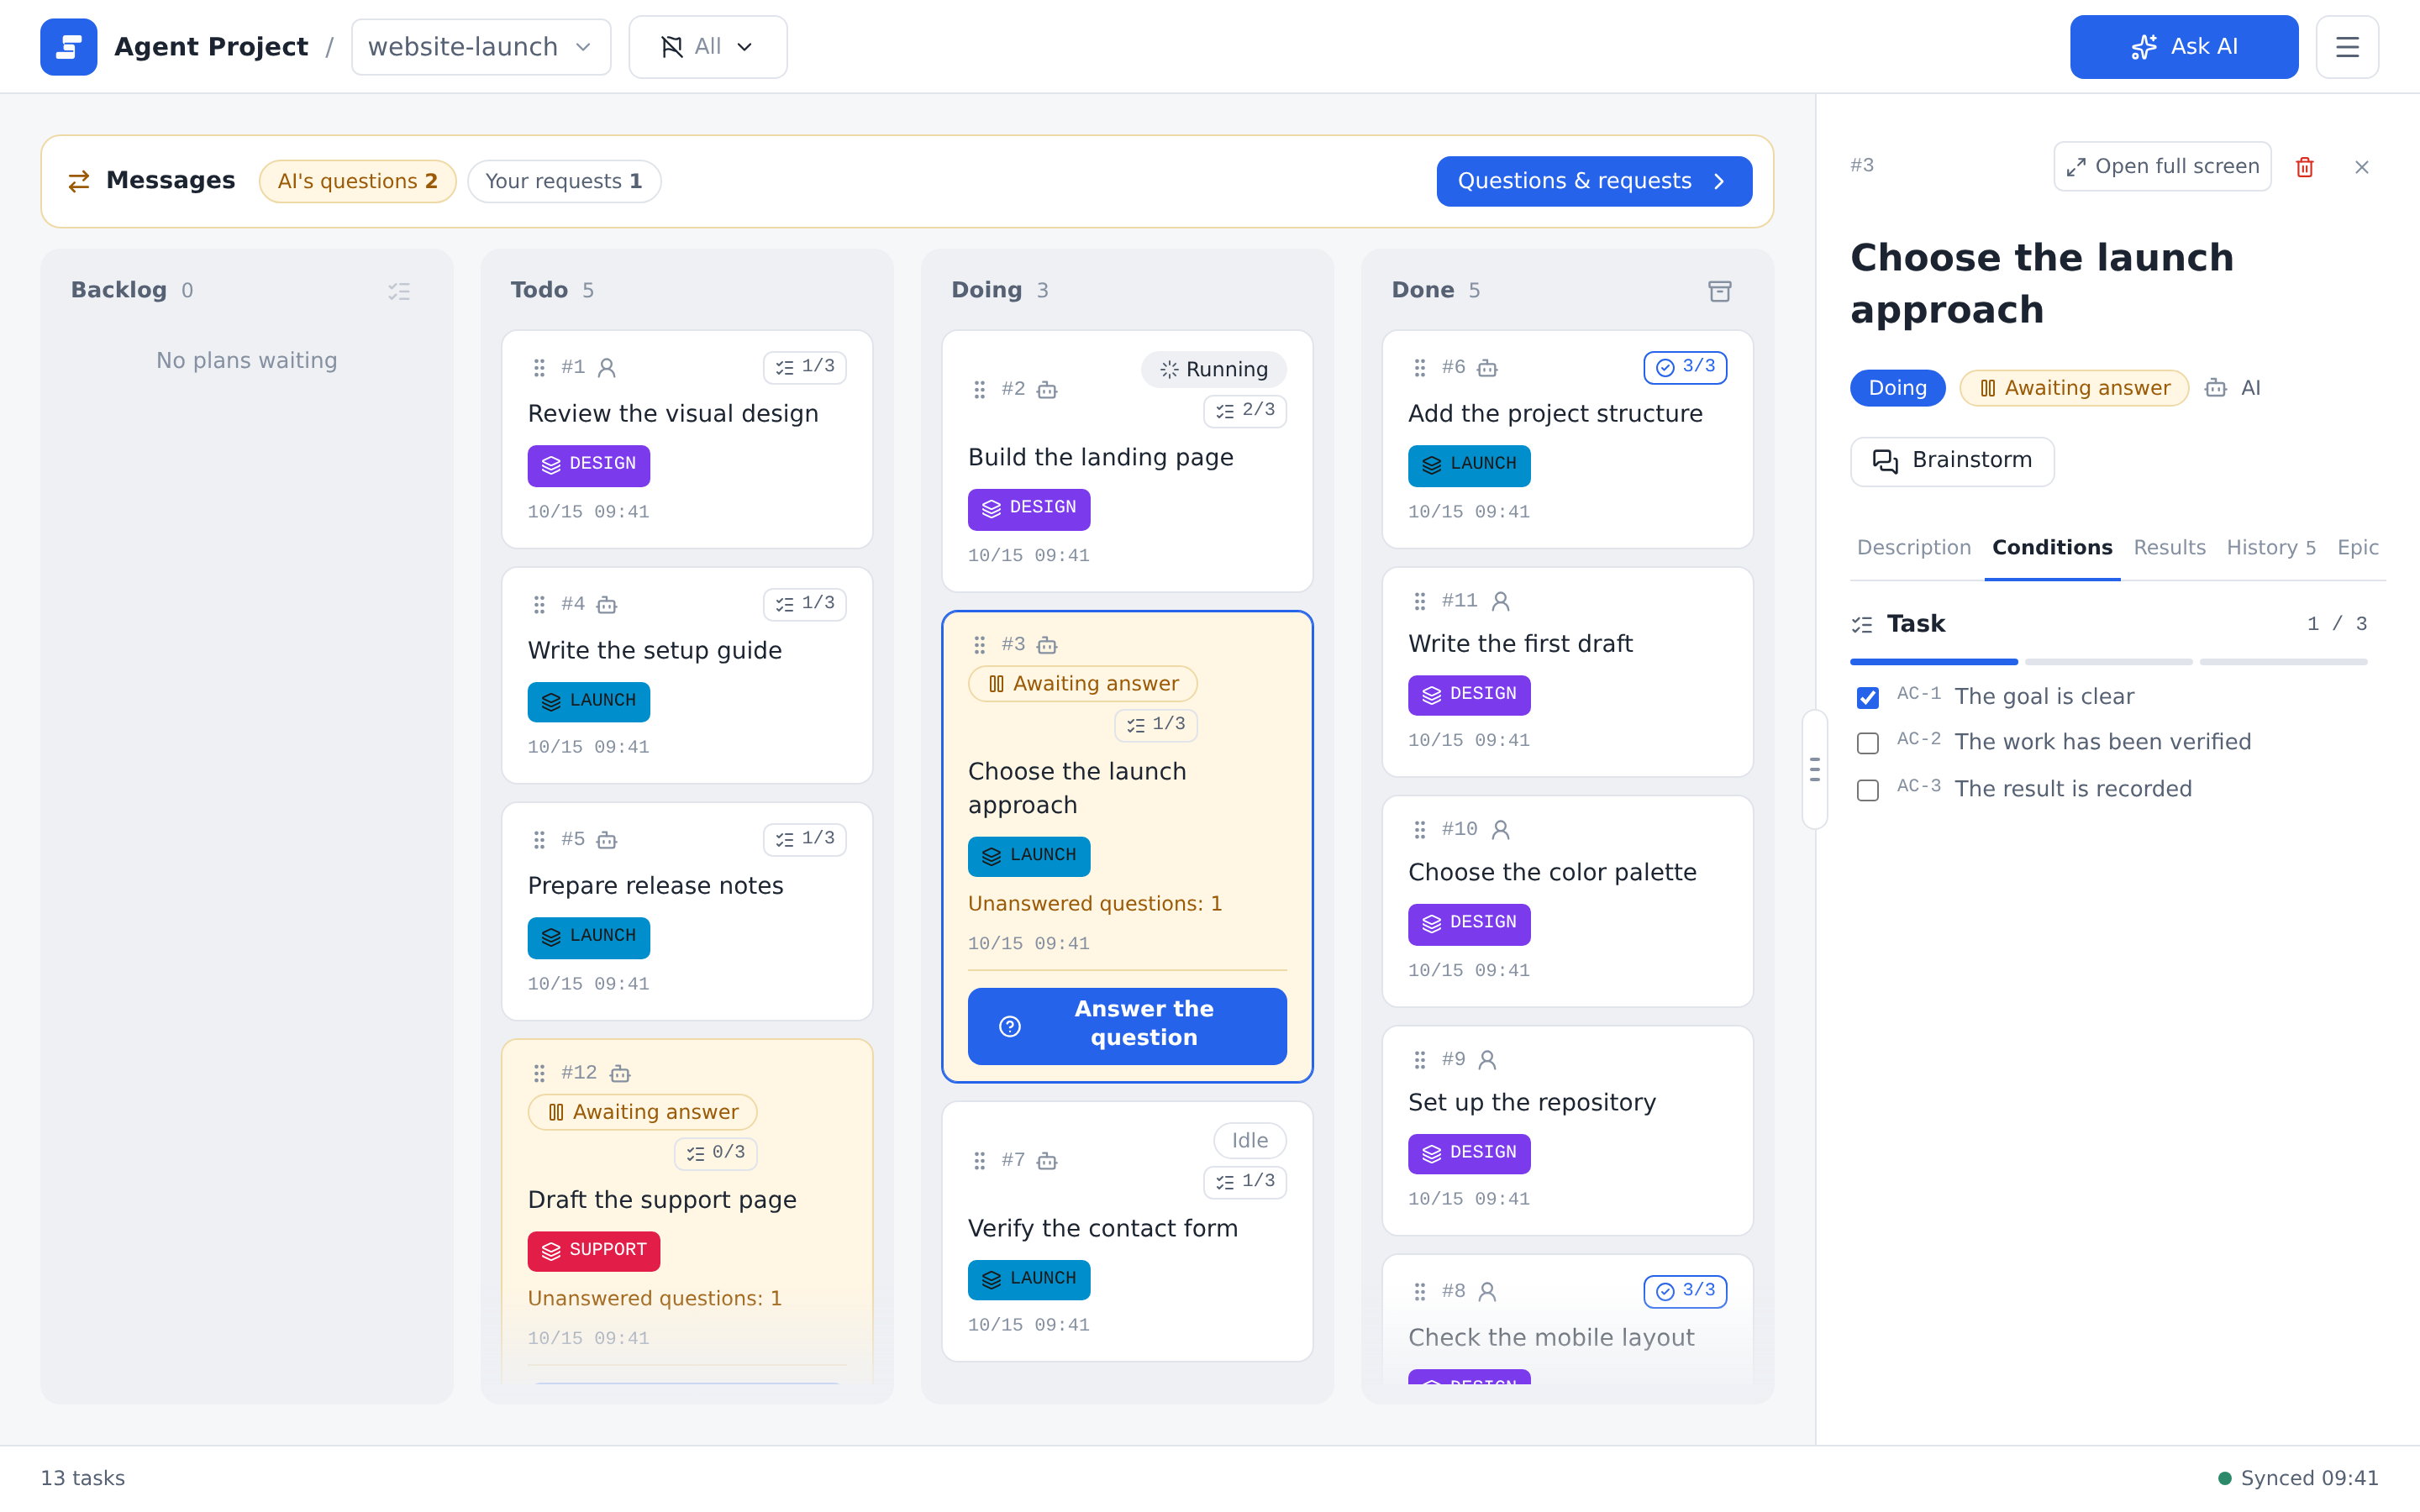 Agent Project / website-launch All Ask AI
Messages AI's questions 2 Your requests 1 Questions & requests
Backlog 0
No plans waiting
Todo 5
#1 1/3
Review the visual design
DESIGN
10/15 09:41
#4 1/3
Write the setup guide
LAUNCH
10/15 09:41
#5 1/3
Prepare release notes
LAUNCH
10/15 09:41
#12
Awaiting answer
0/3
Draft the support page
SUPPORT
Unanswered questions: 1
10/15 09:41
Doing 3
#2 Running
2/3
Build the landing page
DESIGN
10/15 09:41
#3
Awaiting answer
1/3
Choose the launch
approach
LAUNCH
Unanswered questions: 1
10/15 09:41
Answer the
question
#7 Idle
1/3
Verify the contact form
LAUNCH
10/15 09:41
Done 5
#6 3/3
Add the project structure
LAUNCH
10/15 09:41
#11
Write the first draft
DESIGN
10/15 09:41
#10
Choose the color palette
DESIGN
10/15 09:41
#9
Set up the repository
DESIGN
10/15 09:41
#8 3/3
Check the mobile layout
DESIGN
#3 Open full screen
Choose the launch
approach
Doing Awaiting answer AI
Brainstorm
Description Conditions Results History 5 Epic
Task 1 / 3
AC-1 The goal is clear
AC-2 The work has been verified
AC-3 The result is recorded
13 tasks
Synced 09:41